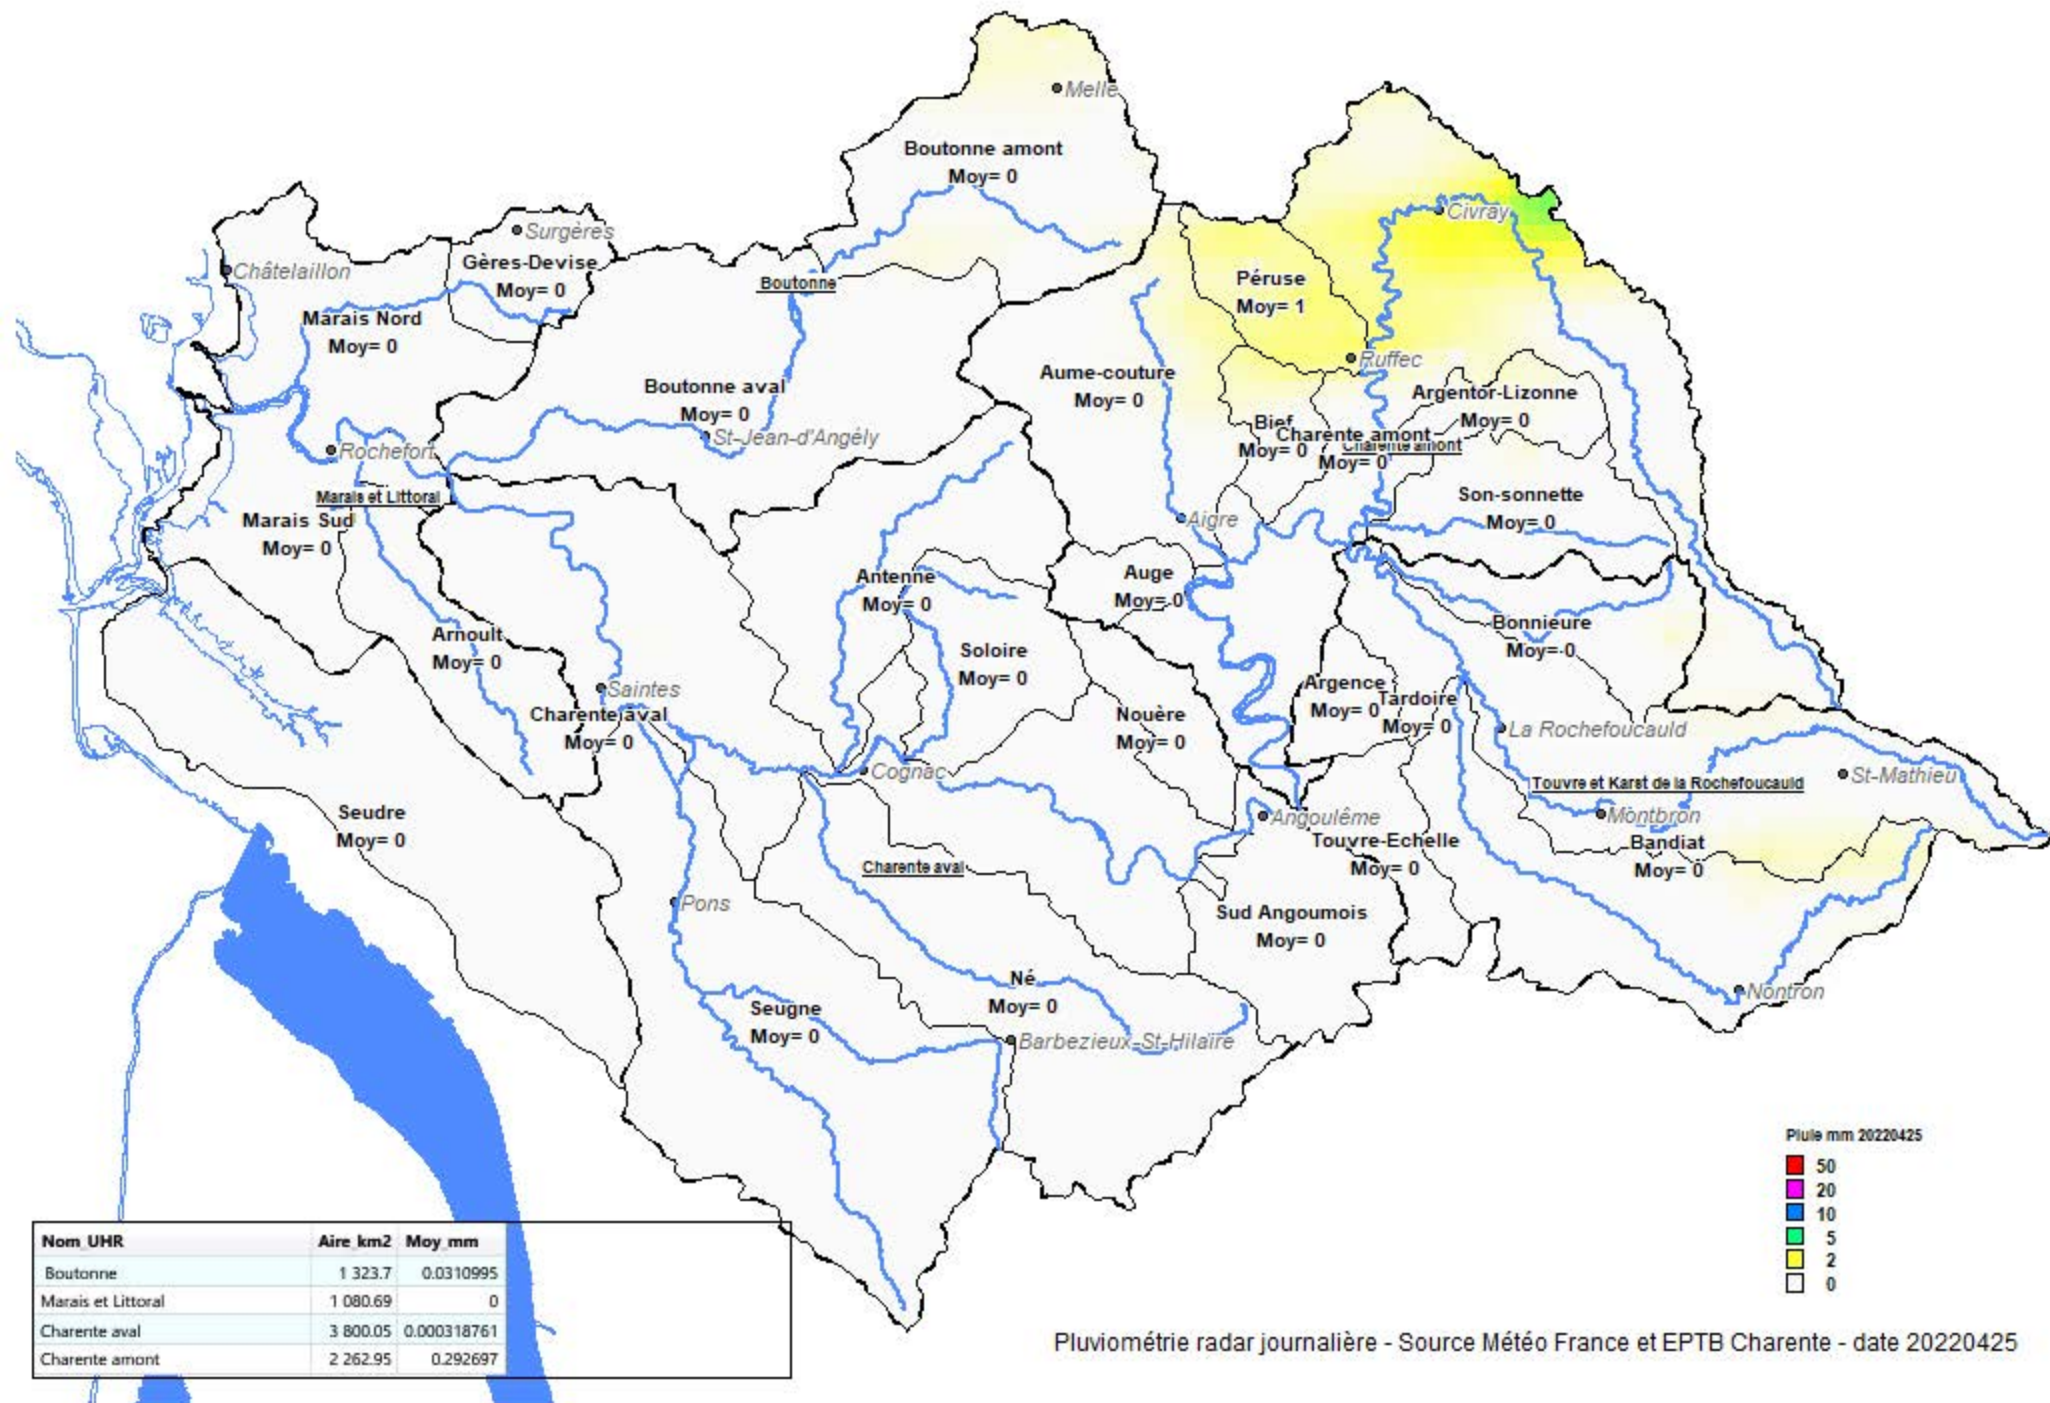 Melle
Boutonne amont
Moy= 0
Civray
Surgères
Châtelaillon
Gères-Devise
Moy= 0
Boutonne
Péruse
Moy= 1
Marais Nord
Moy= 0
Ruffec
Aume-couture
Moy= 0
Boutonne aval
Moy= 0
Argentor-Lizonne
Moy= 0
St-Jean-d'Angély
Bief
Moy= 0
Charente amont
Moy= 0
Charente amont
Rochefort
Marais et Littoral
Marais Sud
Moy= 0
Son-sonnette
Moy= 0
Aigre
Antenne
Moy= 0
Auge
Moy= 0
Arnoult
Moy= 0
Soloire
Moy= 0
Bonnieure
Moy= 0
Saintes
Charente aval
Moy= 0
Nouère
Moy= 0
Argence
Moy= 0
Tardoire
Moy= 0
La Rochefoucauld
Cognac
Touvre et Karst de la Rochefoucauld
St-Mathieu
Seudre
Moy= 0
Angoulême
Montbron
Touvre-Echelle
Moy= 0
Bandiat
Moy= 0
Charente aval
Pons
Sud Angoumois
Moy= 0
Né
Moy= 0
Nontron
Seugne
Moy= 0
Barbezieux-St-Hilaire
Pluie mm 20220425
50
20
10
5
2
0
Nom_UHR Aire_km2 Moy_mm
Boutonne 1 323.7 0.0310995
Marais et Littoral 1 080.69 0
Charente aval 3 800.05 0.000318761
Charente amont 2 262.95 0.292697
Pluviométrie radar journalière - Source Météo France et EPTB Charente - date 20220425